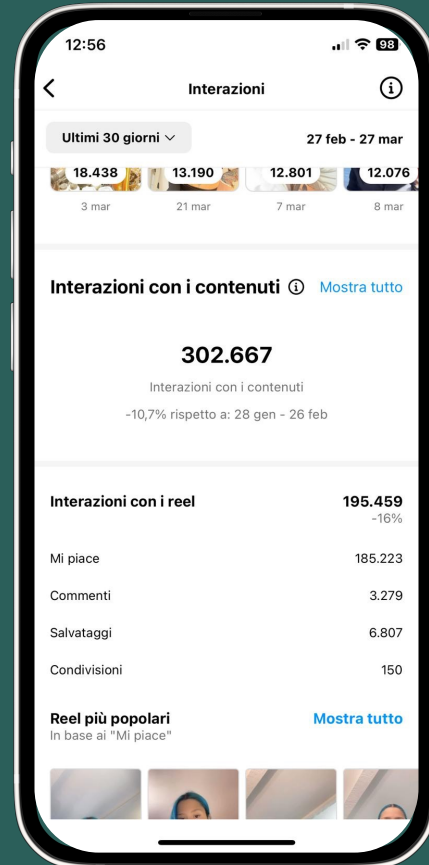 12:56
98
Interazioni
Ultimi 30 giorni
27 feb - 27 mar
18.438
13.190
12.801
12.076
3 mar
21 mar
7 mar
8 mar
Interazioni con i contenuti
Mostra tutto
302.667
Interazioni con i contenuti
-10,7% rispetto a: 28 gen - 26 feb
Interazioni con i reel
195.459
-16%
Mi piace
185.223
Commenti
3.279
Salvataggi
6.807
Condivisioni
150
Reel più popolari
Mostra tutto
In base ai "Mi piace"